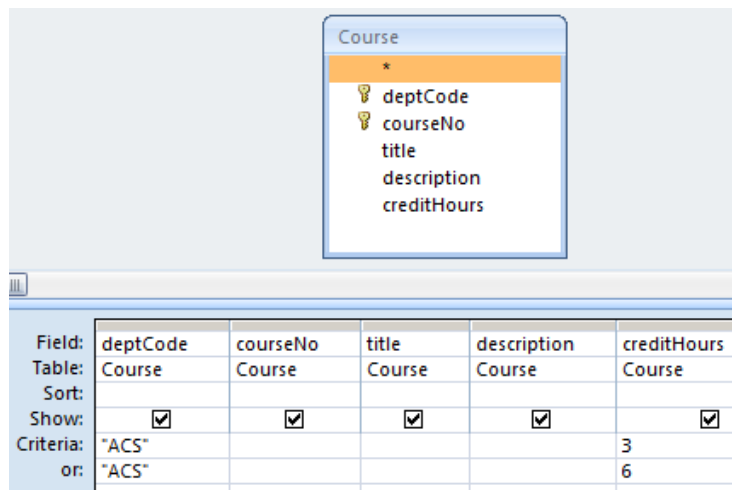 Course
*
deptCode
courseNo
title
description
creditHours
Field: deptCode courseNo title description creditHours
Table: Course Course Course Course Course
Sort:
Show:
Criteria: "ACS" 3
or: "ACS" 6